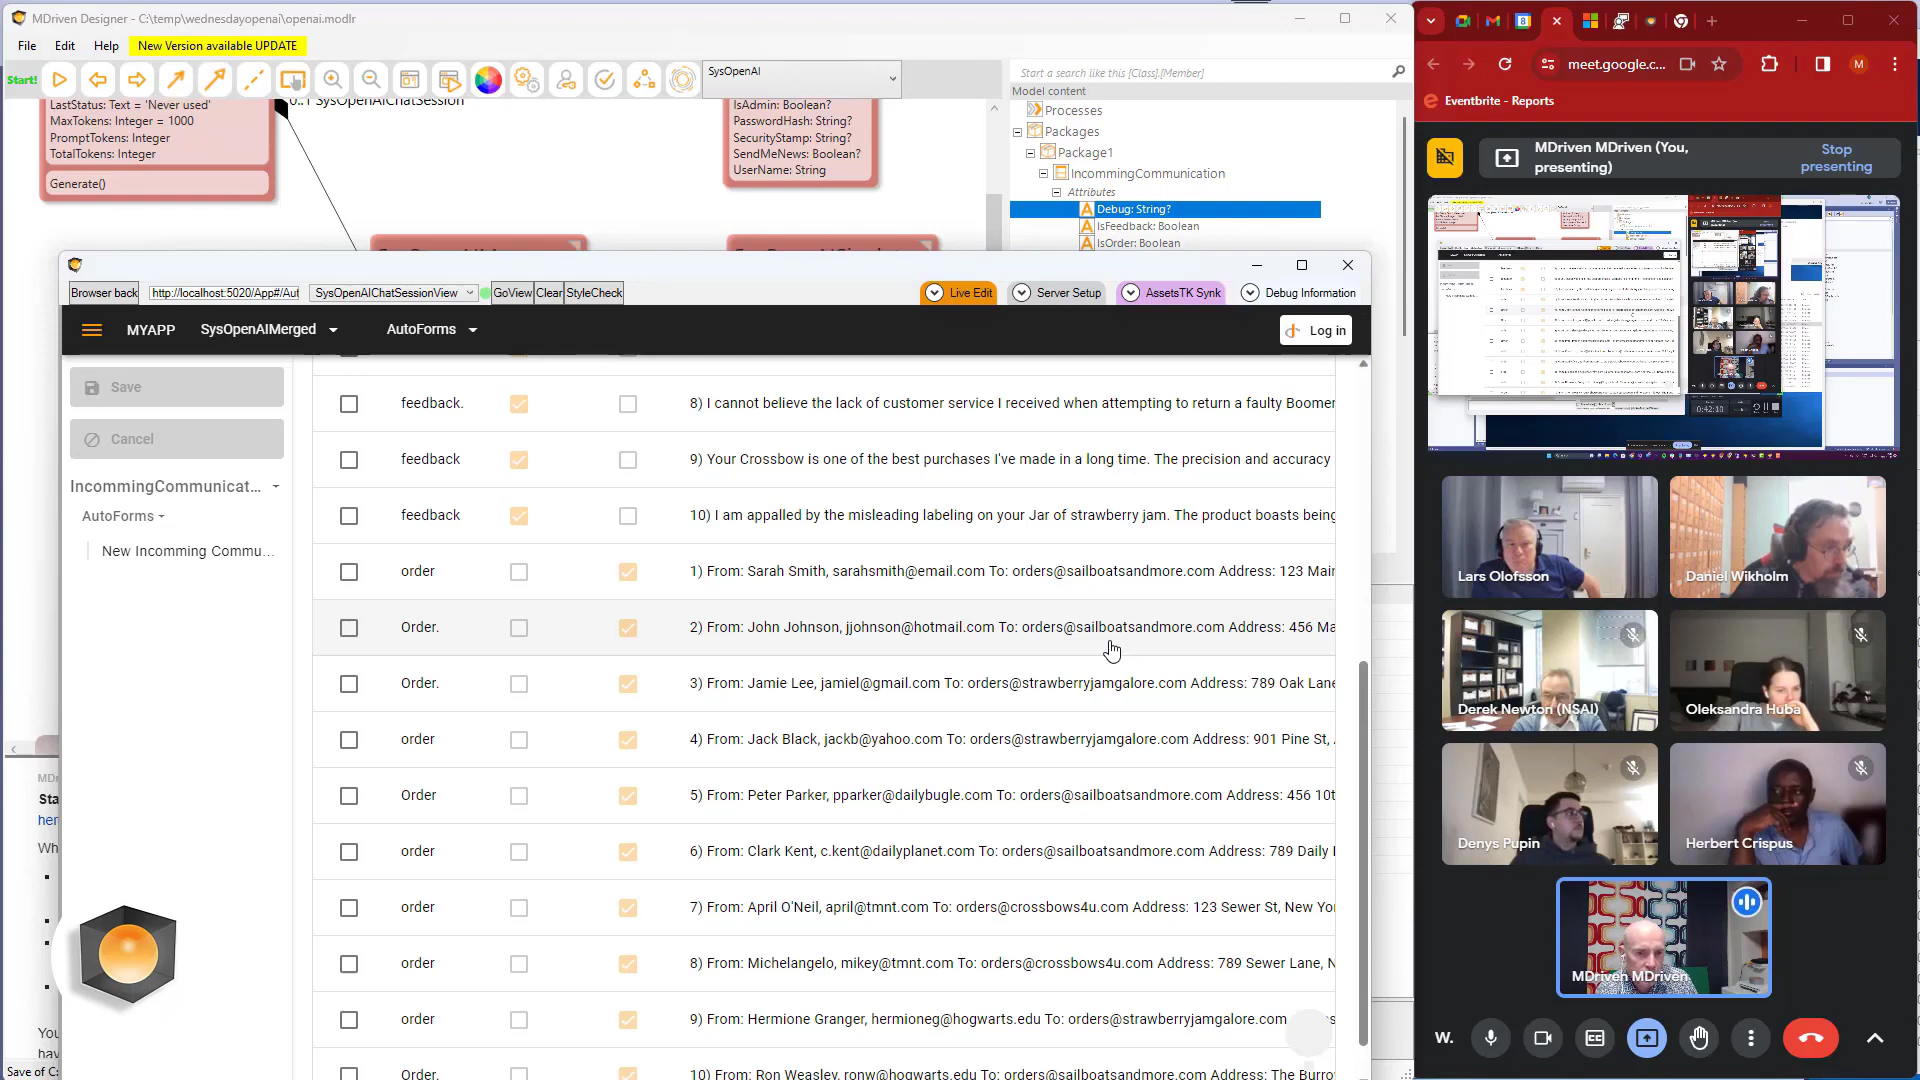 MDriven Designer - C:\temp\wednesdayopenai\openai.modlr
File Edit Help New Version available UPDATE
Start!
SysOpenAI
Start a search like this [Class].[Member]
Model content
LastStatus: Text = 'Never used'
MaxTokens: Integer = 1000
PromptTokens: Integer
TotalTokens: Integer
Generate()
0..1 SysOpenAIChatSession
IsAdmin: Boolean?
PasswordHash: String?
SecurityStamp: String?
SendMeNews: Boolean?
UserName: String
Processes
Packages
Package1
IncommingCommunication
Attributes
Debug: String?
IsFeedback: Boolean
IsOrder: Boolean
Browser back http://localhost:5020/App#/Aut SysOpenAIChatSessionView GoView Clear StyleCheck
Live Edit Server Setup AssetsTK Synk Debug Information
MYAPP SysOpenAIMerged AutoForms Log in
Save
Cancel
IncommingCommunicat...
AutoForms
New Incomming Commu...
feedback. 8) I cannot believe the lack of customer service I received when attempting to return a faulty Boomer
feedback 9) Your Crossbow is one of the best purchases I've made in a long time. The precision and accuracy
feedback 10) I am appalled by the misleading labeling on your Jar of strawberry jam. The product boasts being
order 1) From: Sarah Smith, sarahsmith@email.com To: orders@sailboatsandmore.com Address: 123 Main
Order. 2) From: John Johnson, jjohnson@hotmail.com To: orders@sailboatsandmore.com Address: 456 Ma
Order. 3) From: Jamie Lee, jamiel@gmail.com To: orders@strawberryjamgalore.com Address: 789 Oak Lane
order 4) From: Jack Black, jackb@yahoo.com To: orders@strawberryjamgalore.com Address: 901 Pine St,
Order 5) From: Peter Parker, pparker@dailybugle.com To: orders@sailboatsandmore.com Address: 456 10t
order 6) From: Clark Kent, c.kent@dailyplanet.com To: orders@sailboatsandmore.com Address: 789 Daily
order 7) From: April O'Neil, april@tmnt.com To: orders@crossbows4u.com Address: 123 Sewer St, New Yo
order 8) From: Michelangelo, mikey@tmnt.com To: orders@crossbows4u.com Address: 789 Sewer Lane, N
order 9) From: Hermione Granger, hermioneg@hogwarts.edu To: orders@strawberryjamgalore.com
Order. 10) From: Ron Weasley, ronw@hogwarts.edu To: orders@sailboatsandmore.com Address: The Burro
MDri
Sta
her
Wh
You
hav
Save of C:
meet.google.c...
M
Eventbrite - Reports
MDriven MDriven (You, presenting)
Stop presenting
0:42:10
Lars Olofsson
Daniel Wikholm
Derek Newton (NSAI)
Oleksandra Huba
Denys Pupin
Herbert Crispus
MDriven MDriven
W.